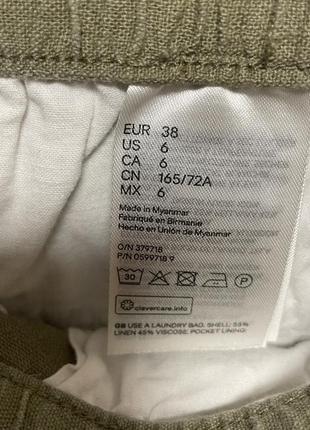 EUR 38
US 6
CA 6
CN 165/72A
MX 6
Made in Myanmar
Fabriqué en Birmanie
Hecho en Unión de Myanmar
O/N 379718
P/N 0599718 9
30
P
clevercare.info
GB USE A LAUNDRY BAG. SHELL: 55%
LINEN 45% VISCOSE. POCKET LINING: